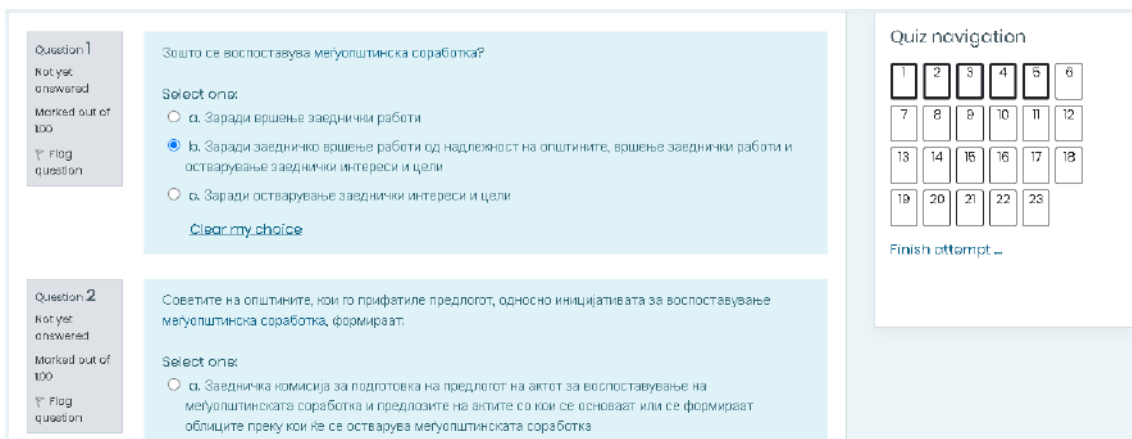 Question 1
Not yet
answered
Marked out of
1.00
Flag
question
Зошто се воспоставува меѓуопштинска соработка?
Select one:
a. Заради вршење заеднички работи
b. Заради заедничко вршење работи од надлежност на општините, вршење заеднички работи и
остварување заеднички интереси и цели
c. Заради остварување заеднички интереси и цели
Clear my choice
Question 2
Not yet
answered
Marked out of
1.00
Flag
question
Советите на општините, кои го прифатиле предлогот, односно иницијативата за воспоставување
меѓуопштинска соработка, формираат:
Select one:
a. Заедничка комисија за подготовка на предлогот на актот за воспоставување на
меѓуопштинската соработка и предлозите на актите со кои се основаат или се формираат
облиците преку кои ќе се остварува меѓуопштинската соработка
Quiz navigation
1 2 3 4 5 6
7 8 9 10 11 12
13 14 15 16 17 18
19 20 21 22 23
Finish attempt ...